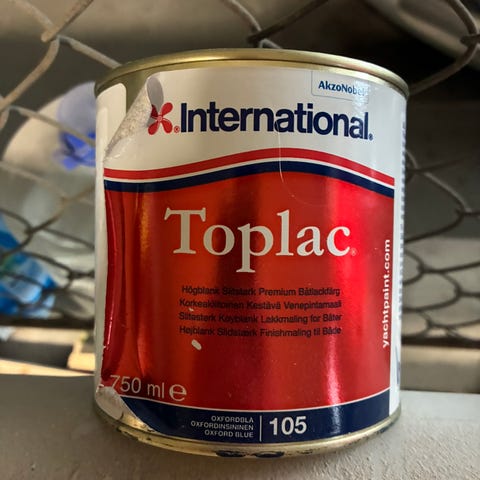 AkzoNobel
International®
Toplac®
Högblank Slitstark Premium Båtlackfärg
Korkeakiiltoinen Kestävä Venepintamaali
Slitesterk Køyblank Lakkmaling for Båter
Højblank Slidstærk Finishmaling til Både
yachtpaint.com
750 ml e
OXFORDBLÅ
OXFORDINSININEN
OXFORD BLUE
105